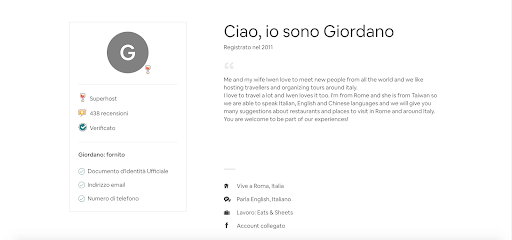 G
Superhost
438 recensioni
Verificato
Giordano: fornito
Documento d'Identità Ufficiale
Indirizzo email
Numero di telefono
Ciao, io sono Giordano
Registrato nel 2011
“
Me and my wife Iwen love to meet new people from all the world and we like
hosting travellers and organizing tours around italy.
I love to travel a lot and Iwen loves it too. I'm from Rome and she is from Taiwan so
we are able to speak Italian, English and Chinese languages and we will give you
many suggestions about restaurants and places to visit in Rome and around Italy.
You are welcome to be part of our experiences!
Vive a Roma, Italia
Parla English, Italiano
Lavoro: Eats & Sheets
f Account collegato